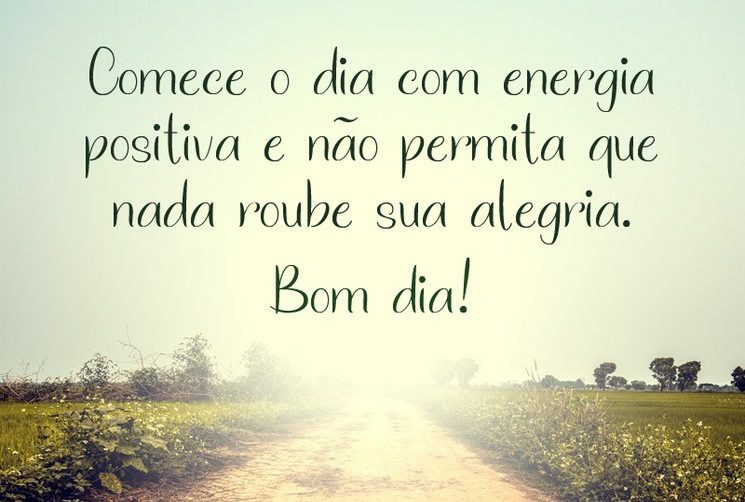 Comece o dia com energia
positiva e não permita que
nada roube sua alegria.
Bom dia!